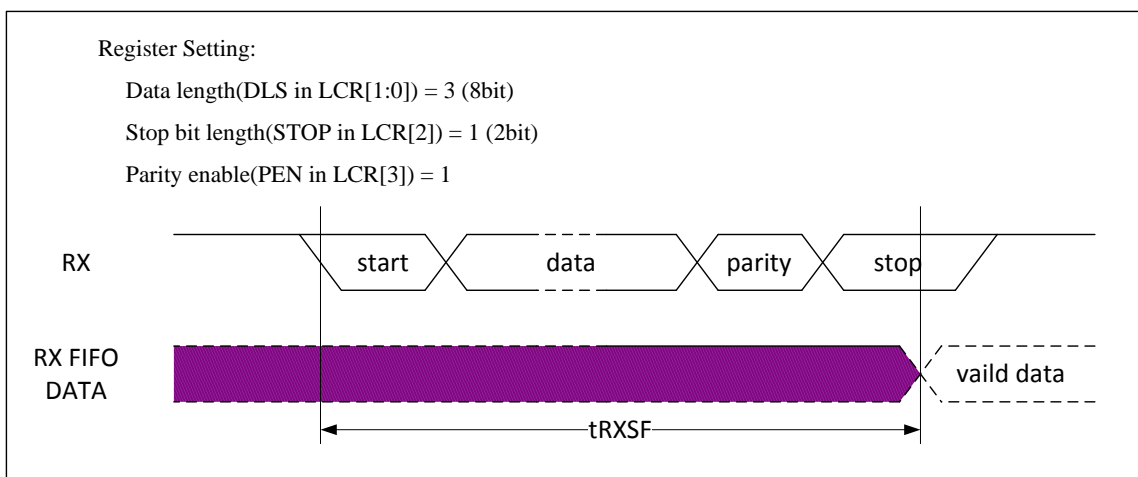 Register Setting:
Data length(DLS in LCR[1:0]) = 3 (8bit)
Stop bit length(STOP in LCR[2]) = 1 (2bit)
Parity enable(PEN in LCR[3]) = 1
RX
start
data
parity
stop
RX FIFO
DATA
vaild data
tRXSF